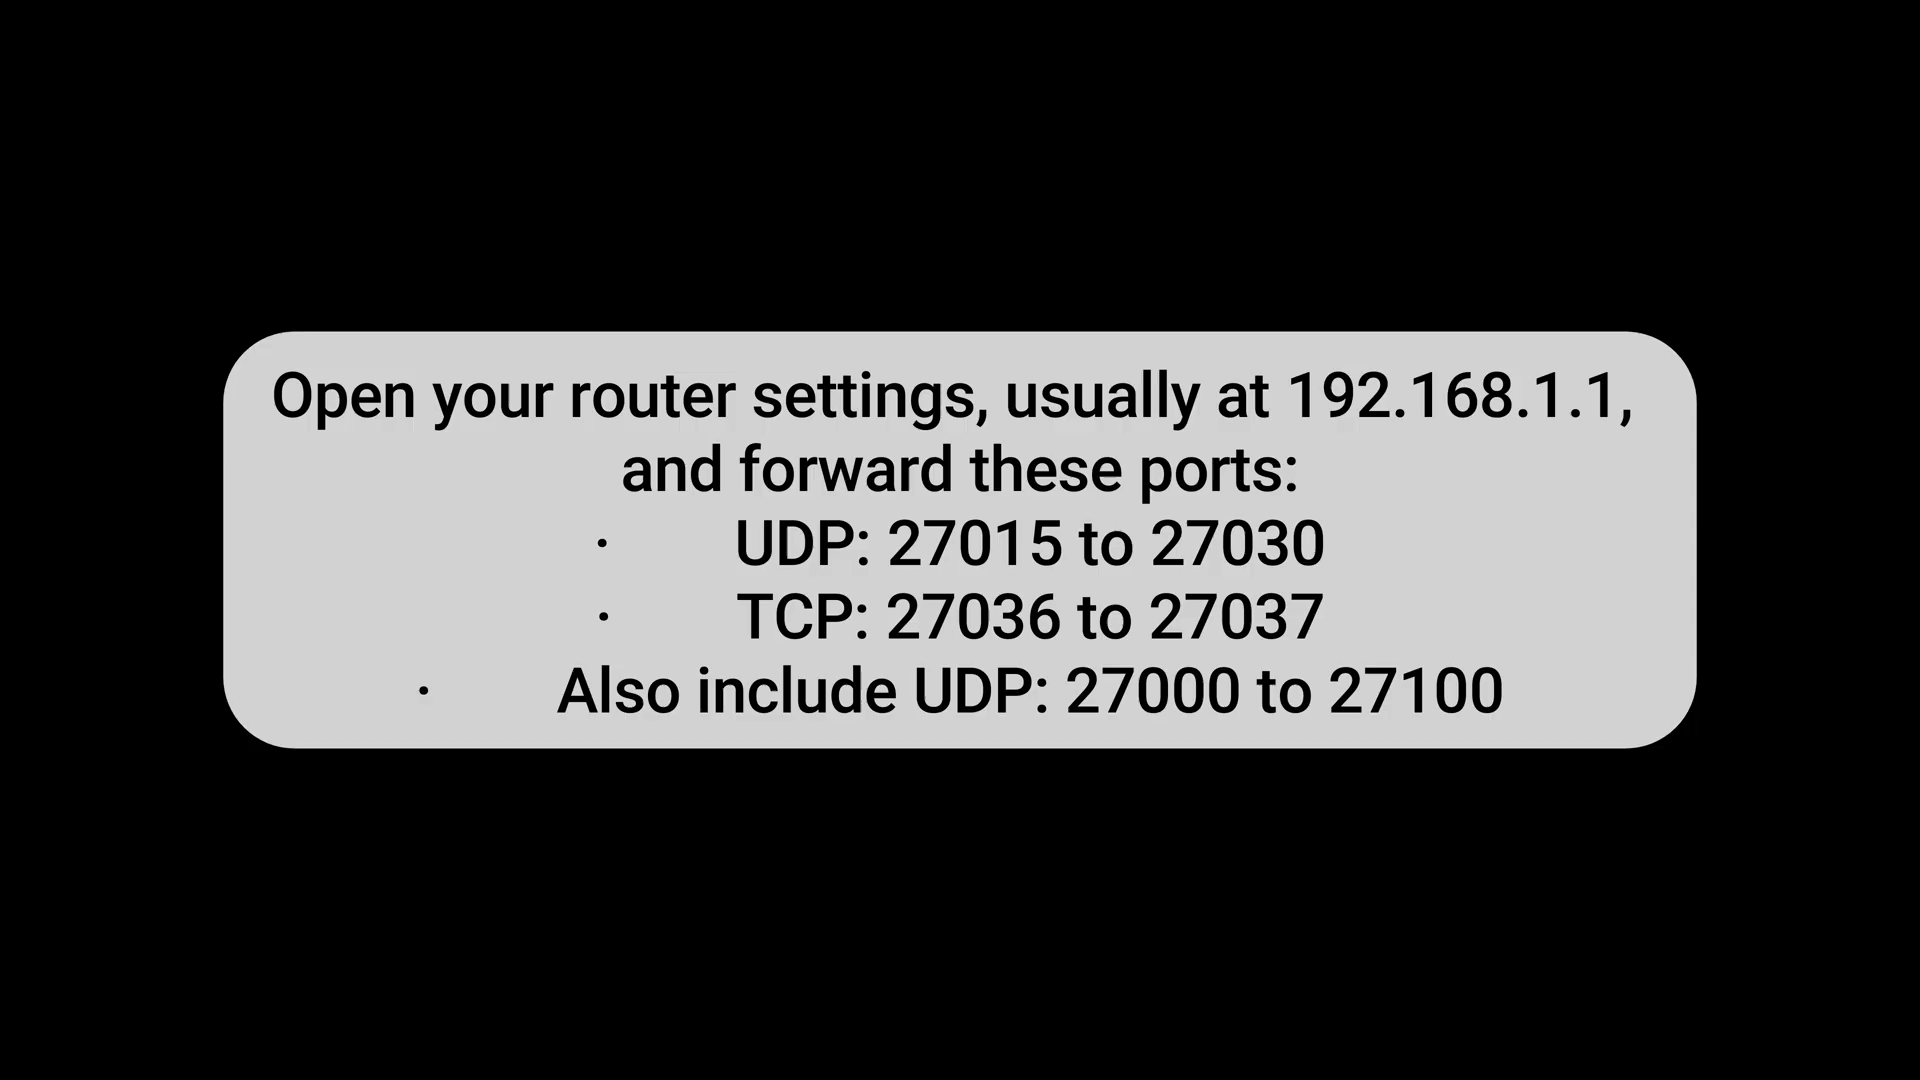 Open your router settings, usually at 192.168.1.1,
and forward these ports:
· UDP: 27015 to 27030
· TCP: 27036 to 27037
· Also include UDP: 27000 to 27100